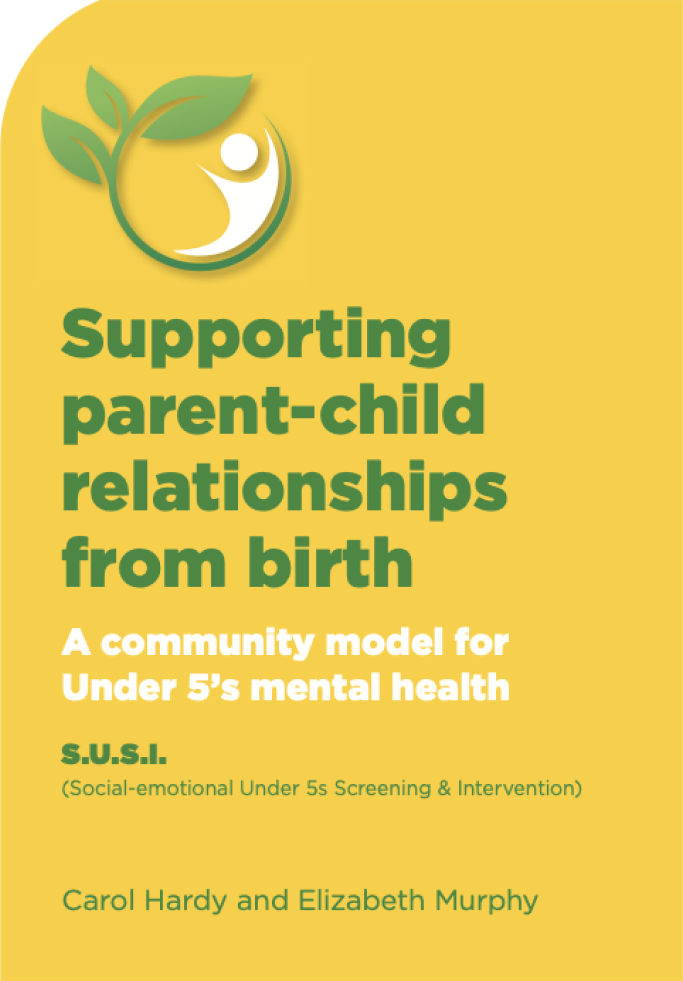 Supporting
parent-child
relationships
from birth
A community model for
Under 5’s mental health
S.U.S.I.
(Social-emotional Under 5s Screening & Intervention)
Carol Hardy and Elizabeth Murphy